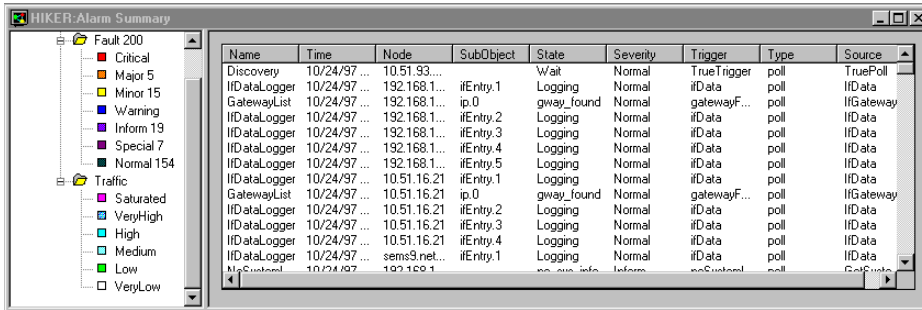 HIKER:Alarm Summary
Fault 200
Critical
Major 5
Minor 15
Warning
Inform 19
Special 7
Normal 154
Traffic
Saturated
VeryHigh
High
Medium
Low
VeryLow
Name Time Node SubObject State Severity Trigger Type Source
Discovery 10/24/97 ... 10.51.93.... Wait Normal TrueTrigger poll TruePoll
IfDataLogger 10/24/97 ... 192.168.1... ifEntry.1 Logging Normal ifData poll IfData
GatewayList 10/24/97 ... 192.168.1... ip.0 gway_found Normal gatewayF... poll IfGateway
IfDataLogger 10/24/97 ... 192.168.1... ifEntry.2 Logging Normal ifData poll IfData
IfDataLogger 10/24/97 ... 192.168.1... ifEntry.3 Logging Normal ifData poll IfData
IfDataLogger 10/24/97 ... 192.168.1... ifEntry.4 Logging Normal ifData poll IfData
IfDataLogger 10/24/97 ... 192.168.1... ifEntry.5 Logging Normal ifData poll IfData
IfDataLogger 10/24/97 ... 10.51.16.21 ifEntry.1 Logging Normal ifData poll IfData
GatewayList 10/24/97 ... 10.51.16.21 ip.0 gway_found Normal gatewayF... poll IfGateway
IfDataLogger 10/24/97 ... 10.51.16.21 ifEntry.2 Logging Normal ifData poll IfData
IfDataLogger 10/24/97 ... 10.51.16.21 ifEntry.3 Logging Normal ifData poll IfData
IfDataLogger 10/24/97 ... 10.51.16.21 ifEntry.4 Logging Normal ifData poll IfData
IfDataLogger 10/24/97 ... sems9.net... ifEntry.1 Logging Normal ifData poll IfData
10/24/97 ... 192.168.1... Inform poll